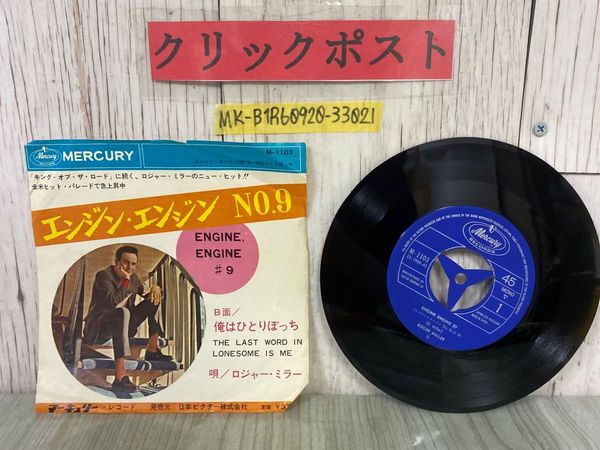 クリックポスト
MK-B1R60920-33021
Mercury
MERCURY
M-1103
「キング・オブ・ザ・ロード」に続く、ロジャー・ミラーのニュー・ヒット!!
全米ヒット・パレードで急上昇中
エンジン・エンジン NO.9
ENGINE,
ENGINE
♯9
B面/
俺はひとりぼっち
THE LAST WORD IN
LONESOME IS ME
唄/ロジャー・ミラー
マーキュリー・レコード 発売元 日本ビクター株式会社 定価 ¥3
Mercury
RECORDS
M-1103
45
MONO
1
ENGINE ENGINE #9
ROGER MILLER